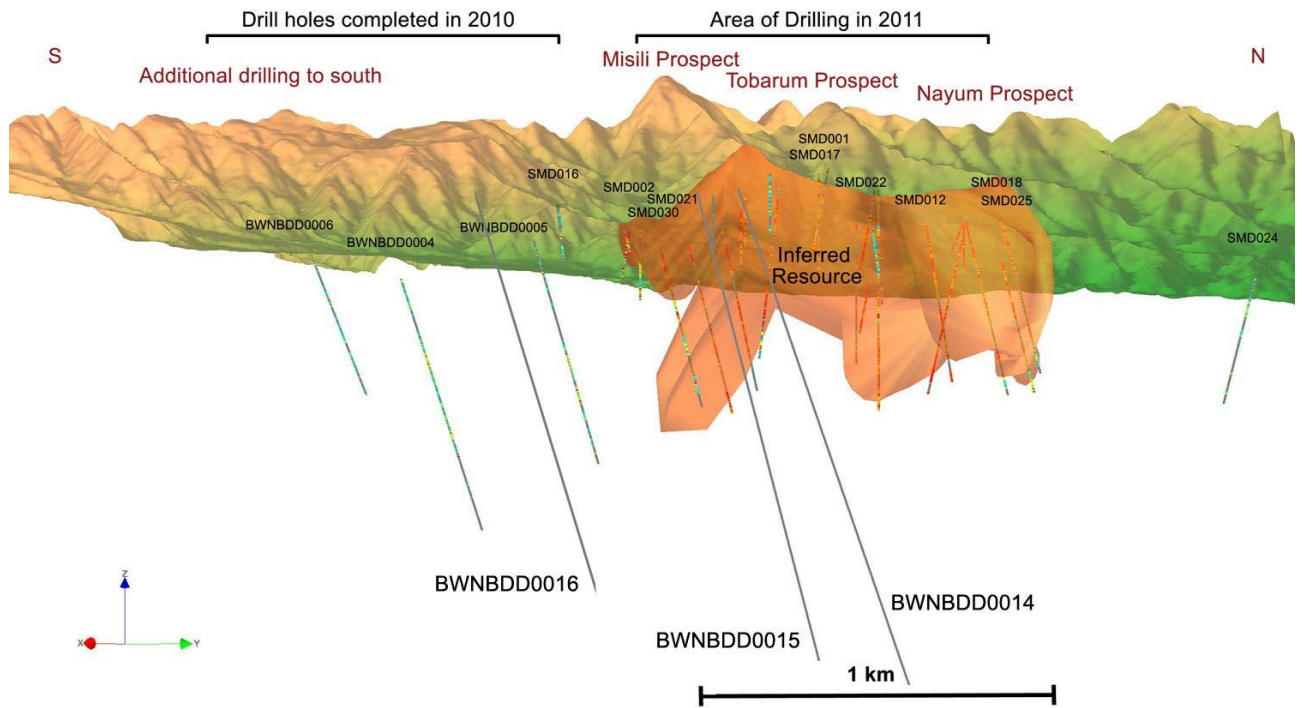 Drill holes completed in 2010
Area of Drilling in 2011
S
Misili Prospect
N
Additional drilling to south
Tobarum Prospect
Nayum Prospect
SMD001
SMD017
SMD016
SMD002
SMD022
SMD018
SMD021
SMD012
SMD025
SMD030
BWNBDD0006
BWNBDD0005
BWNBDD0004
SMD024
Inferred
Resource
BWNBDD0016
BWNBDD0014
BWNBDD0015
Z
X
Y
1 km